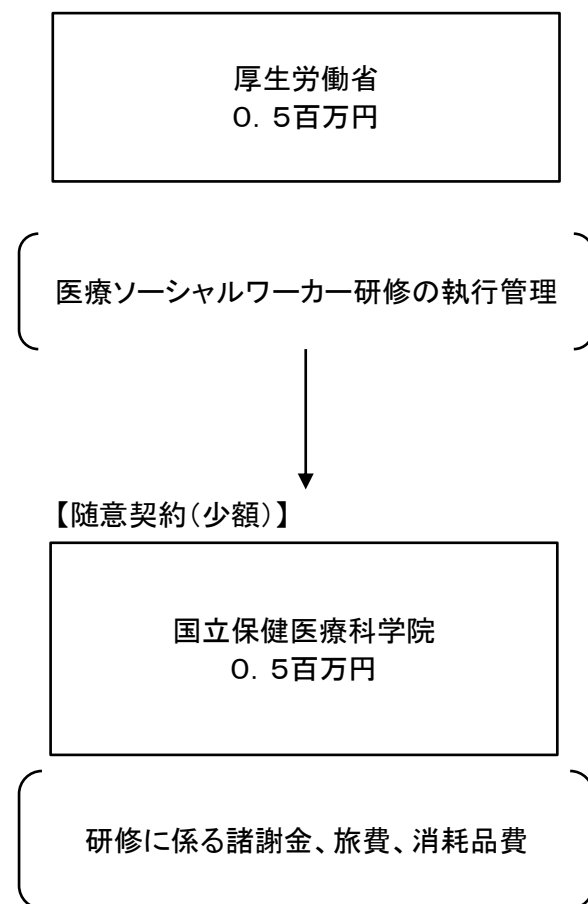 厚生労働省
０．５百万円
医療ソーシャルワーカー研修の執行管理
【随意契約（少額）】
国立保健医療科学院
０．５百万円
研修に係る諸謝金、旅費、消耗品費